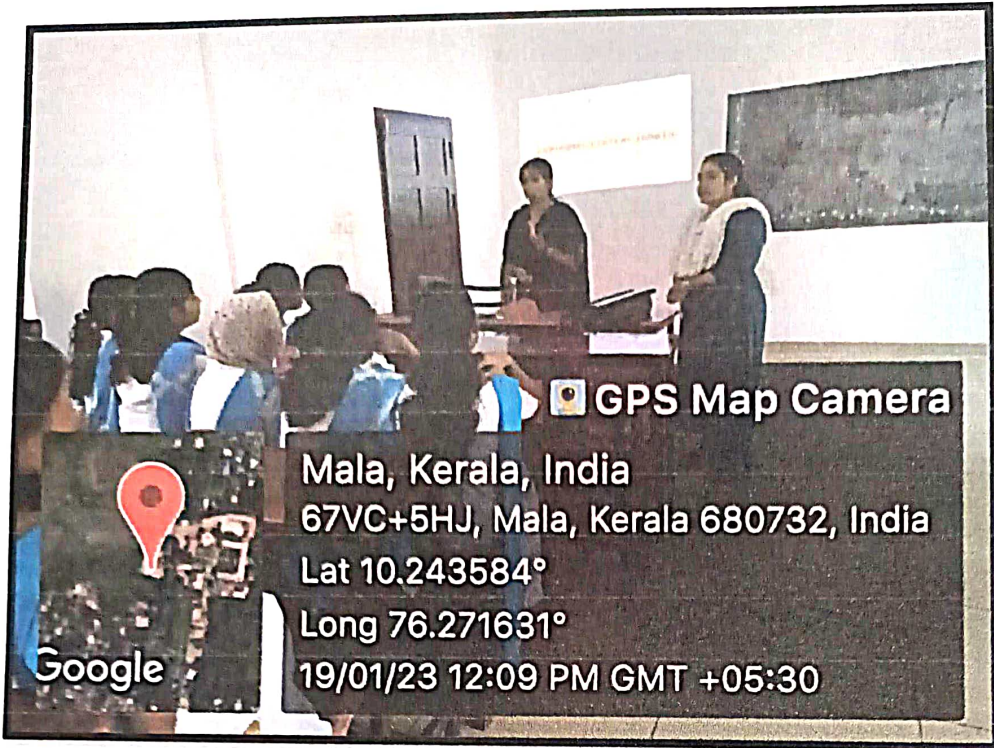 GPS Map Camera
Mala, Kerala, India
67VC+5HJ, Mala, Kerala 680732, India
Lat 10.243584°
Long 76.271631°
19/01/23 12:09 PM GMT +05:30
Google